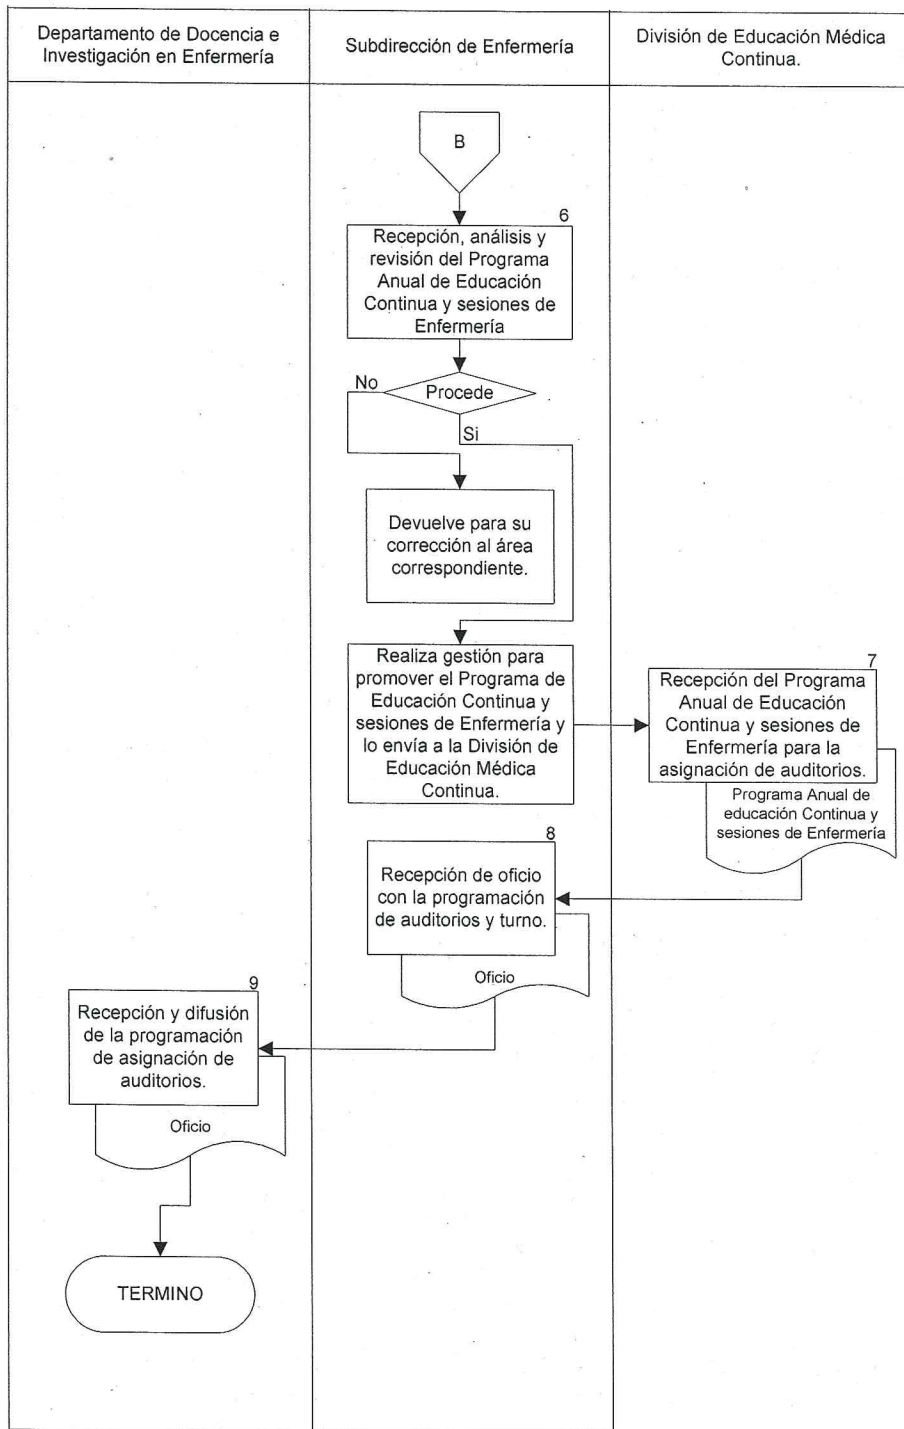 Departamento de Docencia e
Investigación en Enfermería
Subdirección de Enfermería
División de Educación Médica
Continua.
B
6
Recepción, análisis y
revisión del Programa
Anual de Educación
Continua y sesiones de
Enfermería
No
Procede
Si
Devuelve para su
corrección al área
correspondiente.
Realiza gestión para
promover el Programa de
Educación Continua y
sesiones de Enfermería y
lo envía a la División de
Educación Médica
Continua.
7
Recepción del Programa
Anual de Educación
Continua y sesiones de
Enfermería para la
asignación de auditorios.
Programa Anual de
educación Continua y
sesiones de Enfermería
8
Recepción de oficio
con la programación
de auditorios y turno.
Oficio
9
Recepción y difusión
de la programación
de asignación de
auditorios.
Oficio
TERMINO